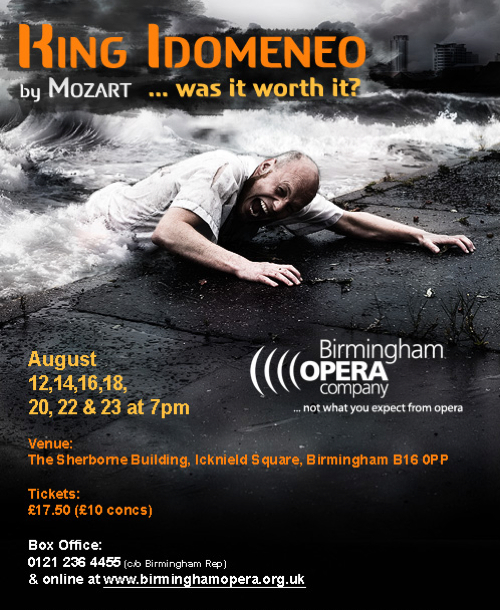 King Idomeneo
by Mozart ... was it worth it?
August
12,14,16,18,
20, 22 & 23 at 7pm
Birmingham
OPERA
company
... not what you expect from opera
Venue:
The Sherborne Building, Icknield Square, Birmingham B16 0PP
Tickets:
£17.50 (£10 concs)
Box Office:
0121 236 4455 (c/o Birmingham Rep)
& online at www.birminghamopera.org.uk